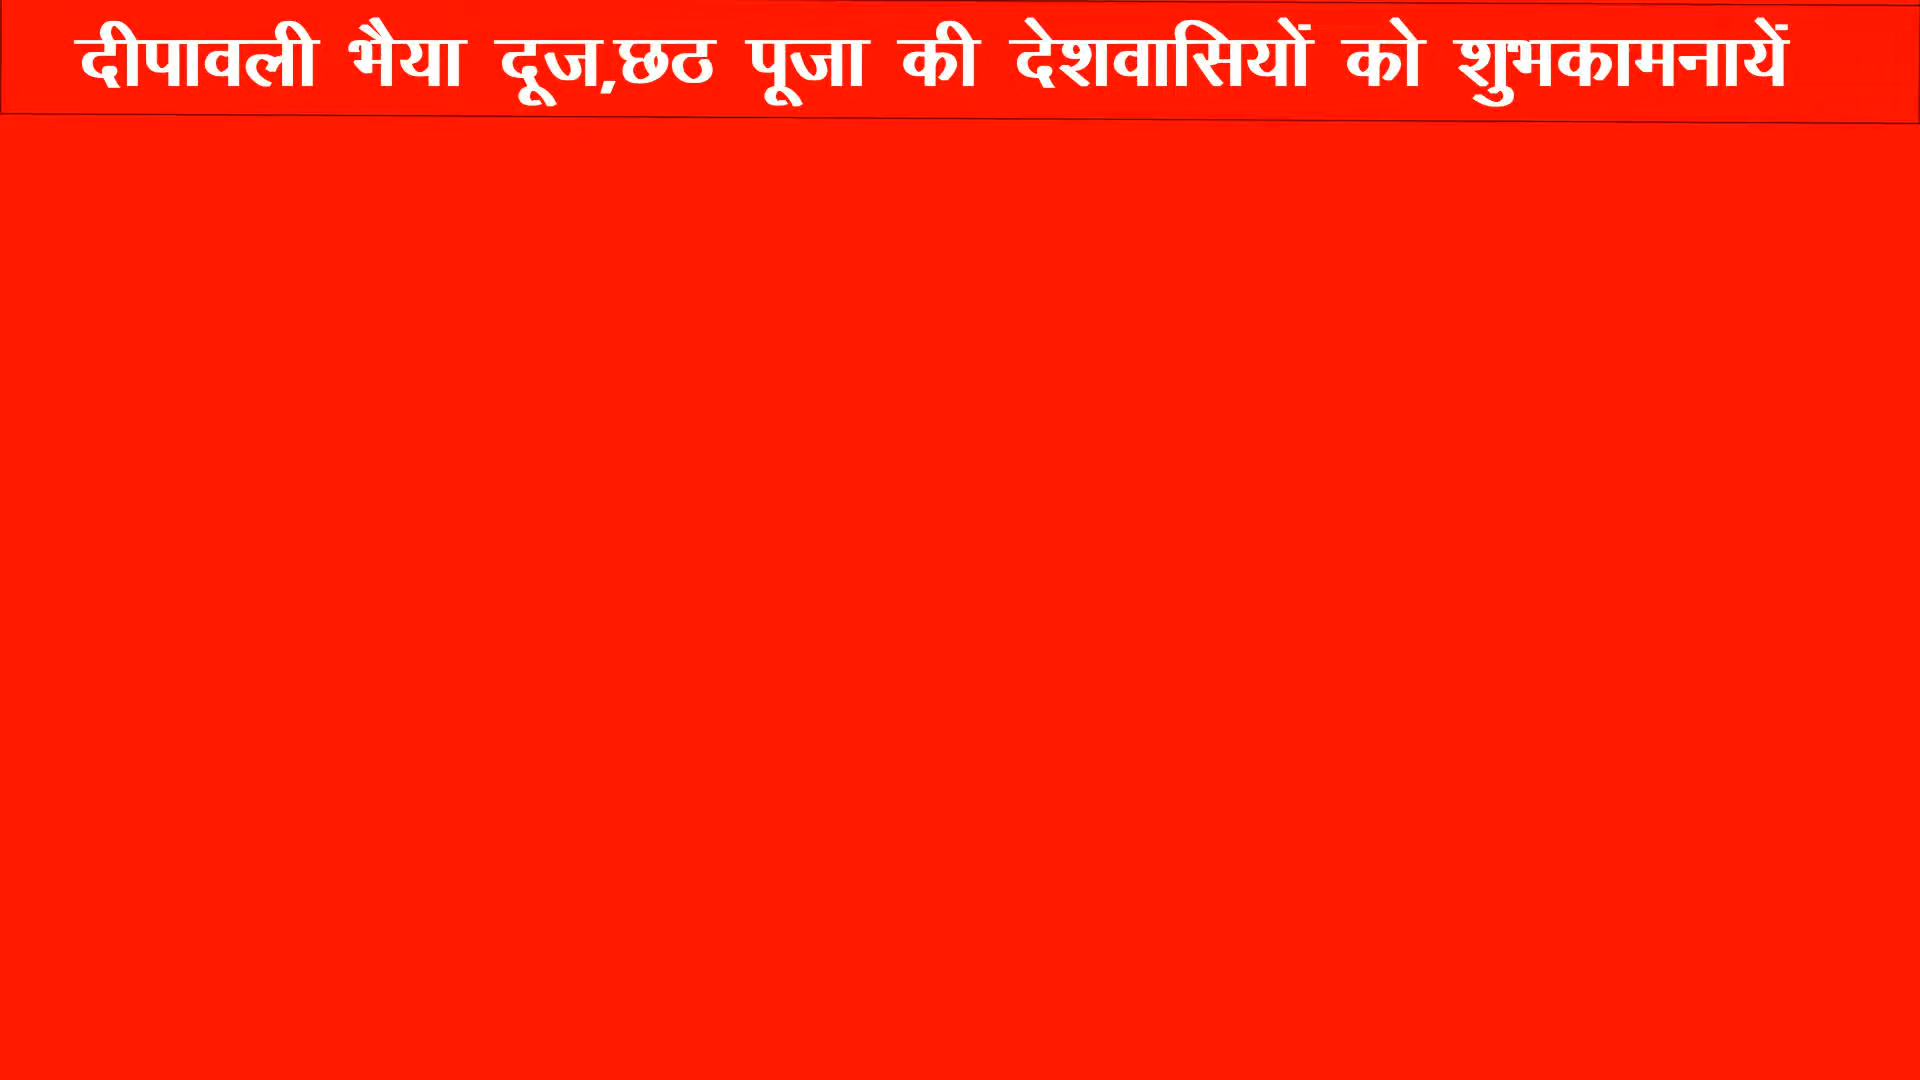 दीपावली भैया दूज,छठ पूजा की देशवासियों को शुभकामनायें